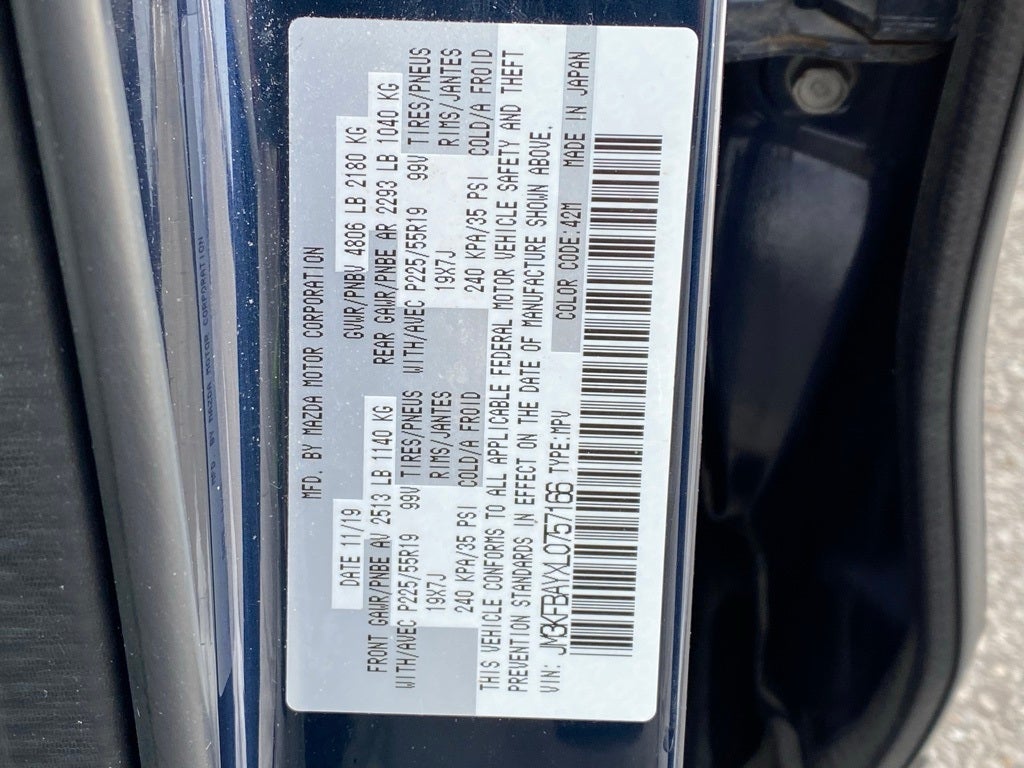 MFD. BY MAZDA MOTOR CORPORATION
DATE 11/19
GVWR/PNBV 4806 LB 2180 KG
FRONT GAWR/PNBE AV 2513 LB 1140 KG
REAR GAWR/PNBE AR 2293 LB 1040 KG
WITH/AVEC P225/55R19 99V TIRES/PNEUS
WITH/AVEC P225/55R19 99V TIRES/PNEUS
19X7J RIMS/JANTES
19X7J RIMS/JANTES
240 KPA/35 PSI COLD/A FROID
240 KPA/35 PSI COLD/A FROID
THIS VEHICLE CONFORMS TO ALL APPLICABLE FEDERAL MOTOR VEHICLE SAFETY AND THEFT
PREVENTION STANDARDS IN EFFECT ON THE DATE OF MANUFACTURE SHOWN ABOVE.
VIN: JM3KFBAYXL0757166 TYPE:MPV
COLOR CODE:42M MADE IN JAPAN
MFD. BY MAZDA MOTOR CORPORATION